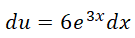 du = 6e^{3x}dx